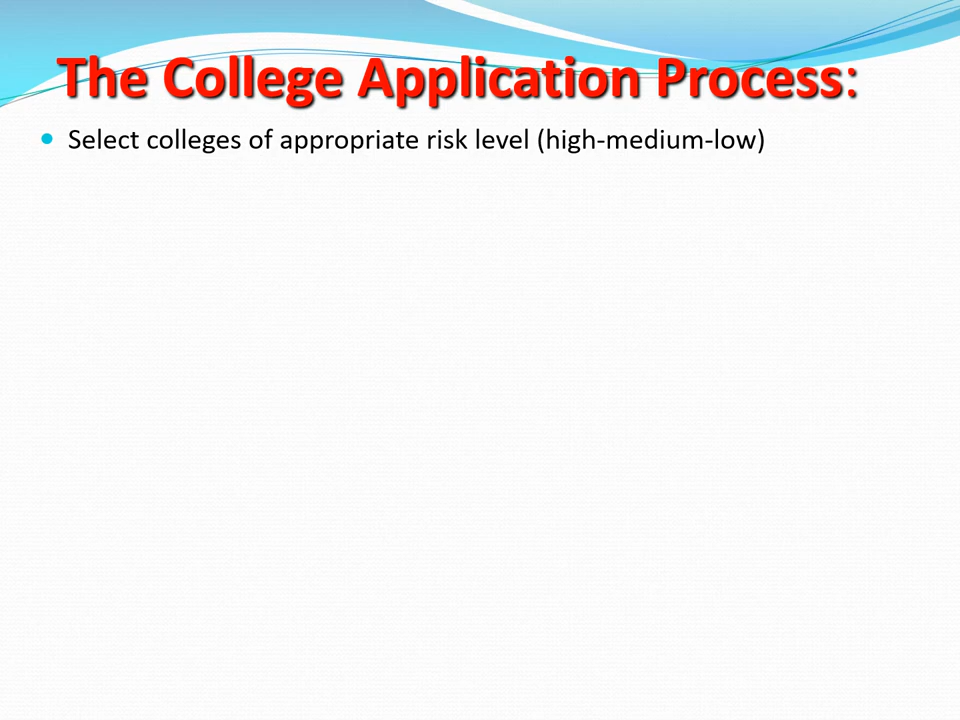 The College Application Process:
Select colleges of appropriate risk level (high-medium-low)